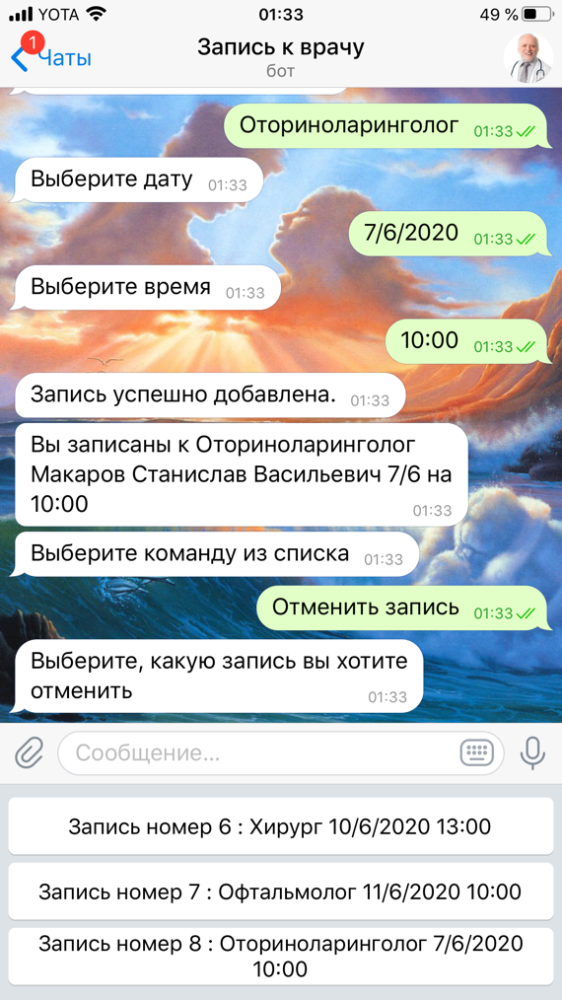 YOTA 01:33 49 %
1
Чаты
Запись к врачу
бот
Оториноларинголог 01:33
Выберите дату 01:33
7/6/2020 01:33
Выберите время 01:33
10:00 01:33
Запись успешно добавлена. 01:33
Вы записаны к Оториноларинголог
Макаров Станислав Васильевич 7/6 на
10:00 01:33
Выберите команду из списка 01:33
Отменить запись 01:33
Выберите, какую запись вы хотите
отменить 01:33
Сообщение...
Запись номер 6 : Хирург 10/6/2020 13:00
Запись номер 7 : Офтальмолог 11/6/2020 10:00
Запись номер 8 : Оториноларинголог 7/6/2020
10:00